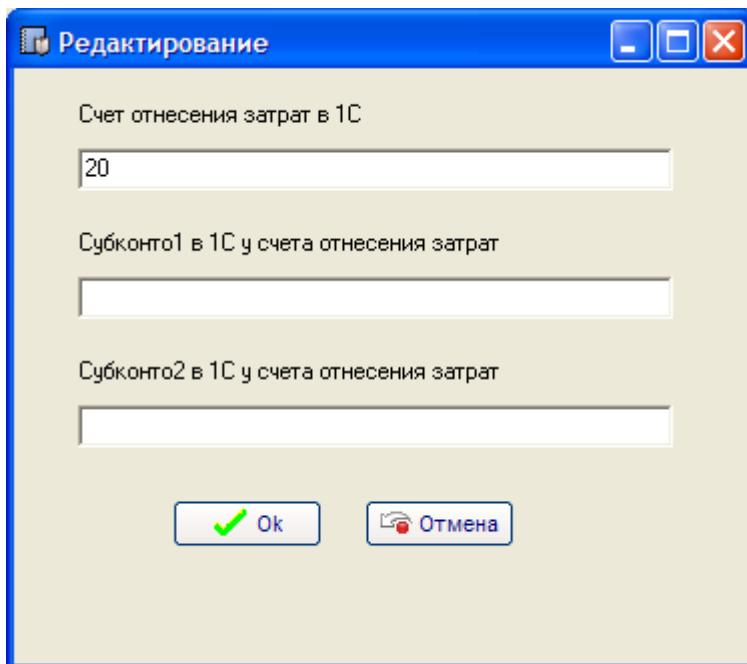 Редактирование
Счет отнесения затрат в 1С
20
Субконто1 в 1С у счета отнесения затрат
Субконто2 в 1С у счета отнесения затрат
Ok
Отмена